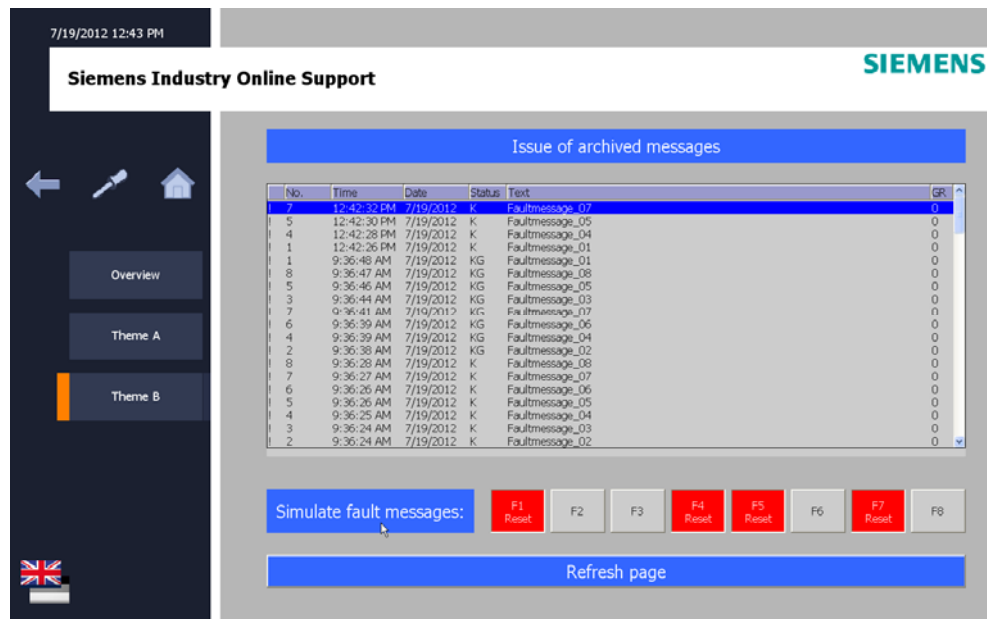 7/19/2012 12:43 PM
SIEMENS
Siemens Industry Online Support
Issue of archived messages
No. Time Date Status Text GR
! 7 12:42:32 PM 7/19/2012 K Faultmessage_07 0
! 5 12:42:30 PM 7/19/2012 K Faultmessage_05 0
! 4 12:42:28 PM 7/19/2012 K Faultmessage_04 0
! 1 12:42:26 PM 7/19/2012 K Faultmessage_01 0
! 1 9:36:48 AM 7/19/2012 KG Faultmessage_01 0
! 8 9:36:47 AM 7/19/2012 KG Faultmessage_08 0
! 5 9:36:46 AM 7/19/2012 KG Faultmessage_05 0
! 3 9:36:44 AM 7/19/2012 KG Faultmessage_03 0
! 7 9:36:41 AM 7/19/2012 KG Faultmessage_07 0
! 6 9:36:39 AM 7/19/2012 KG Faultmessage_06 0
! 4 9:36:39 AM 7/19/2012 KG Faultmessage_04 0
! 2 9:36:38 AM 7/19/2012 KG Faultmessage_02 0
! 8 9:36:28 AM 7/19/2012 K Faultmessage_08 0
! 7 9:36:27 AM 7/19/2012 K Faultmessage_07 0
! 6 9:36:26 AM 7/19/2012 K Faultmessage_06 0
! 5 9:36:26 AM 7/19/2012 K Faultmessage_05 0
! 4 9:36:25 AM 7/19/2012 K Faultmessage_04 0
! 3 9:36:24 AM 7/19/2012 K Faultmessage_03 0
! 2 9:36:24 AM 7/19/2012 K Faultmessage_02 0
Overview
Theme A
Theme B
Simulate fault messages:
F1
Reset
F2
F3
F4
Reset
F5
Reset
F6
F7
Reset
F8
Refresh page